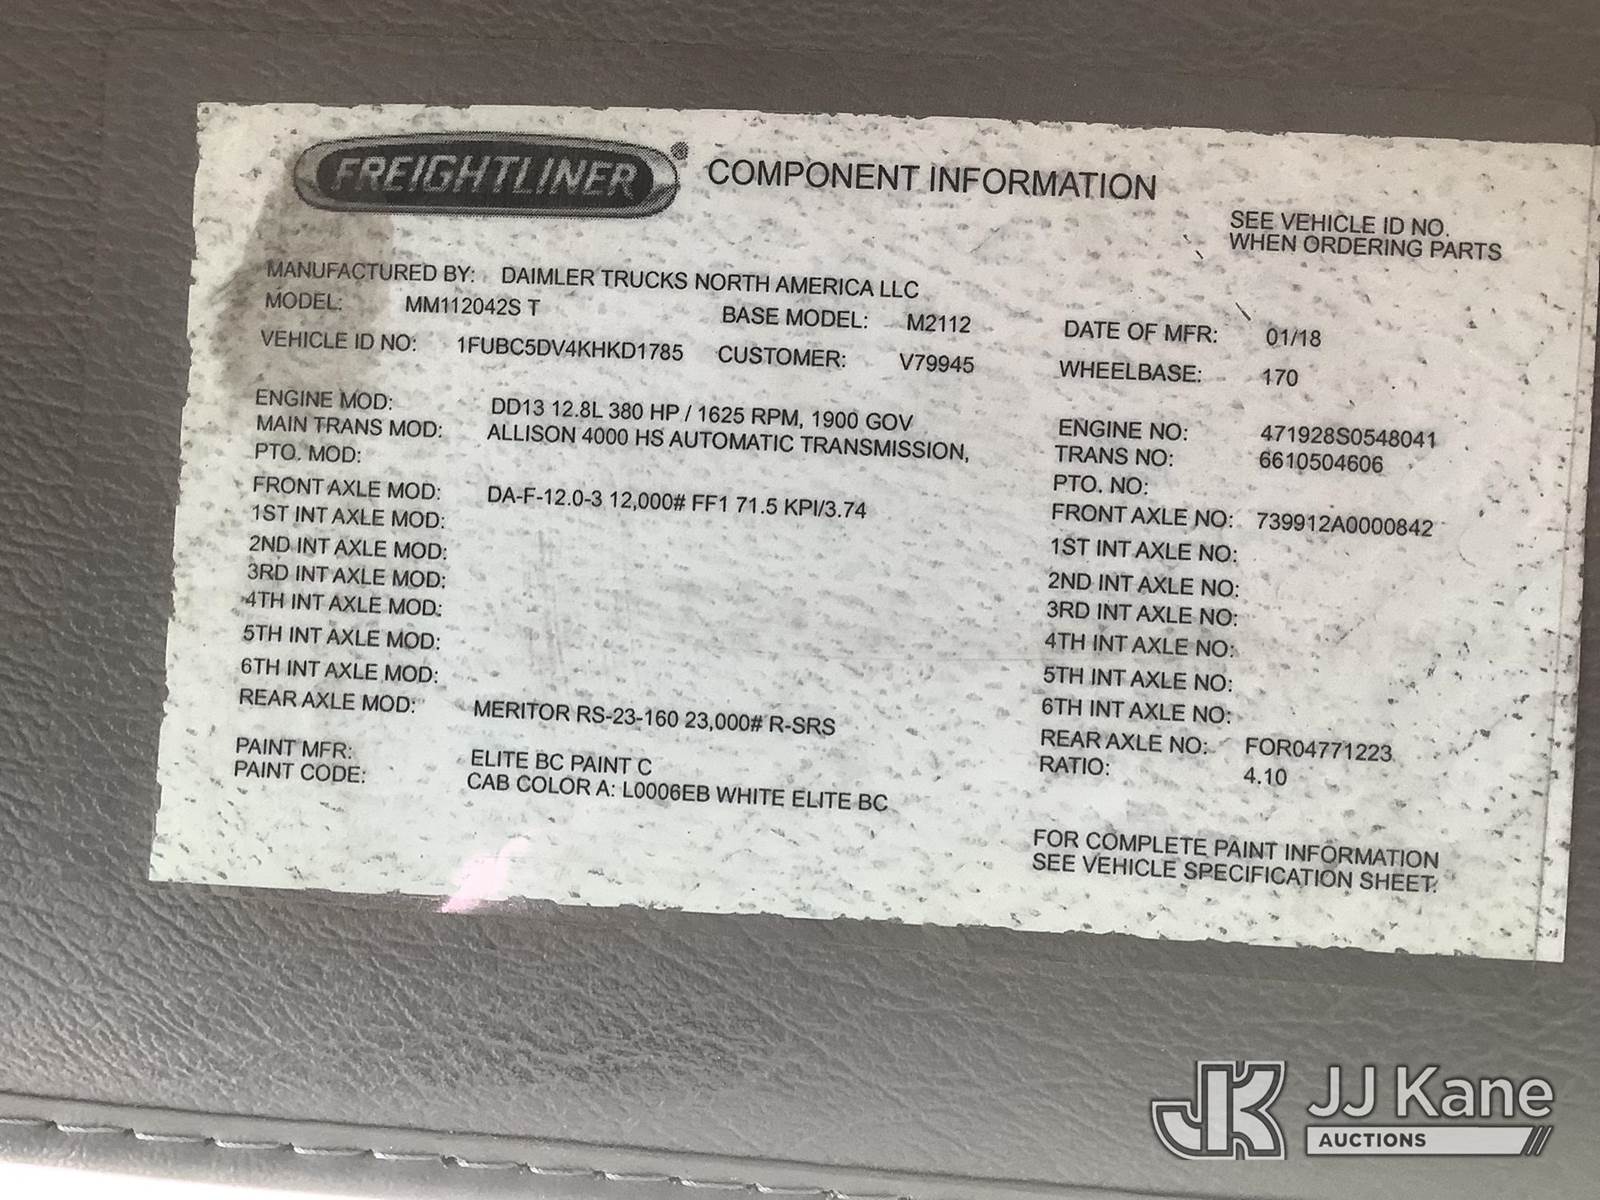 FREIGHTLINER® COMPONENT INFORMATION
SEE VEHICLE ID NO.
WHEN ORDERING PARTS
MANUFACTURED BY: DAIMLER TRUCKS NORTH AMERICA LLC
MODEL: MM112042S T BASE MODEL: M2112 DATE OF MFR: 01/18
VEHICLE ID NO: 1FUBC5DV4KHKD1785 CUSTOMER: V79945 WHEELBASE: 170
ENGINE MOD: DD13 12.8L 380 HP / 1625 RPM, 1900 GOV ENGINE NO: 471928S0548041
MAIN TRANS MOD: ALLISON 4000 HS AUTOMATIC TRANSMISSION, TRANS NO: 6610504606
PTO. MOD: PTO. NO:
FRONT AXLE MOD: DA-F-12.0-3 12,000# FF1 71.5 KPI/3.74 FRONT AXLE NO: 739912A0000842
1ST INT AXLE MOD: 1ST INT AXLE NO:
2ND INT AXLE MOD: 2ND INT AXLE NO:
3RD INT AXLE MOD: 3RD INT AXLE NO:
4TH INT AXLE MOD: 4TH INT AXLE NO:
5TH INT AXLE MOD: 5TH INT AXLE NO:
6TH INT AXLE MOD: 6TH INT AXLE NO:
REAR AXLE MOD: MERITOR RS-23-160 23,000# R-SRS REAR AXLE NO: FOR04771223
RATIO: 4.10
PAINT MFR: ELITE BC PAINT C
PAINT CODE: CAB COLOR A: L0006EB WHITE ELITE BC
FOR COMPLETE PAINT INFORMATION
SEE VEHICLE SPECIFICATION SHEET.
JK JJ Kane
AUCTIONS